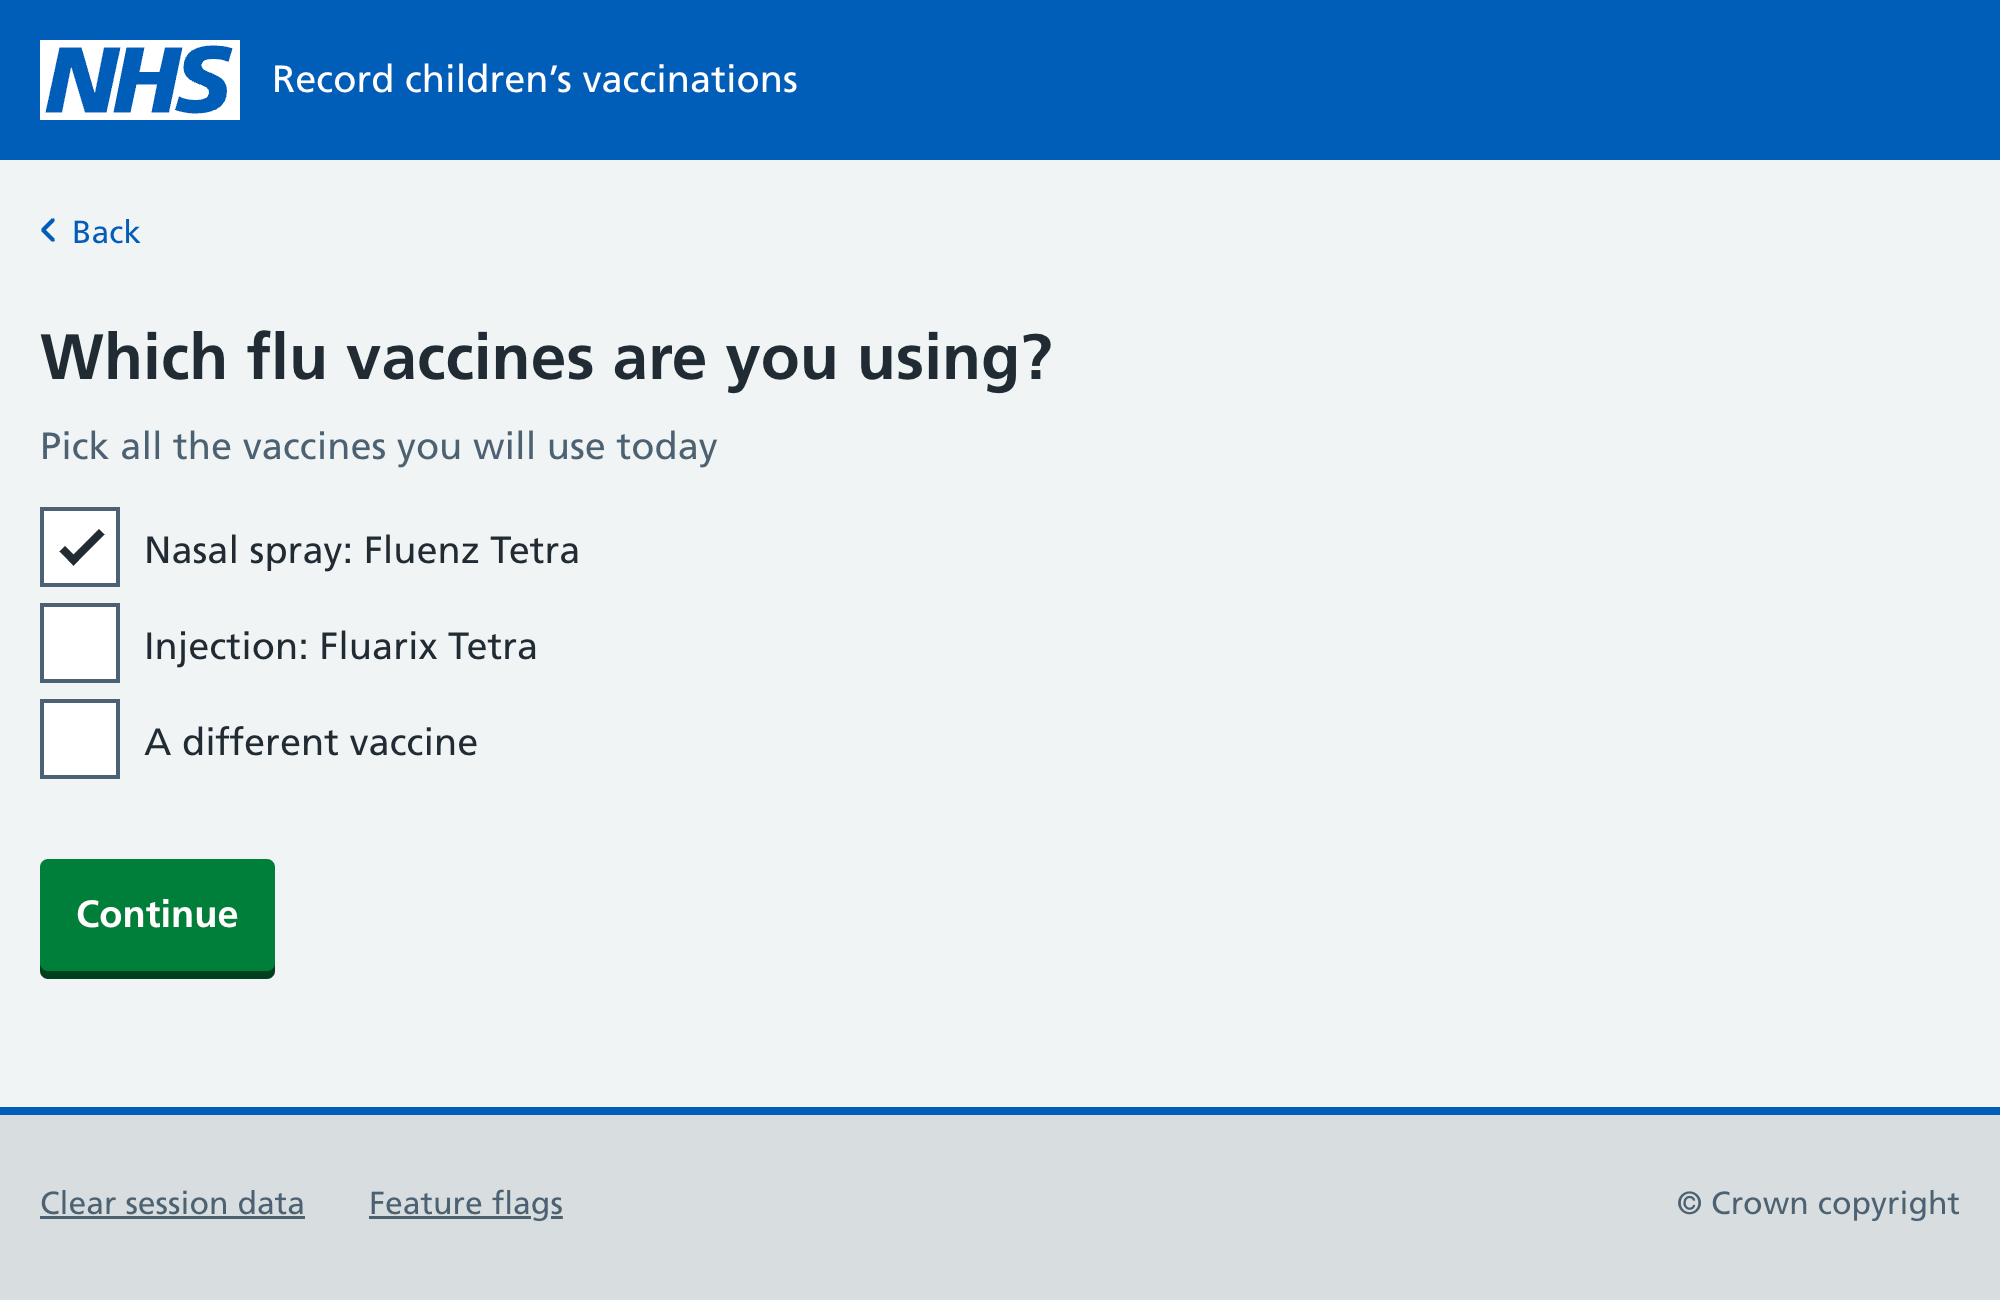 NHS
Record children’s vaccinations
Back
Which flu vaccines are you using?
Pick all the vaccines you will use today
Nasal spray: Fluenz Tetra
Injection: Fluarix Tetra
A different vaccine
Continue
Clear session data
Feature flags
© Crown copyright